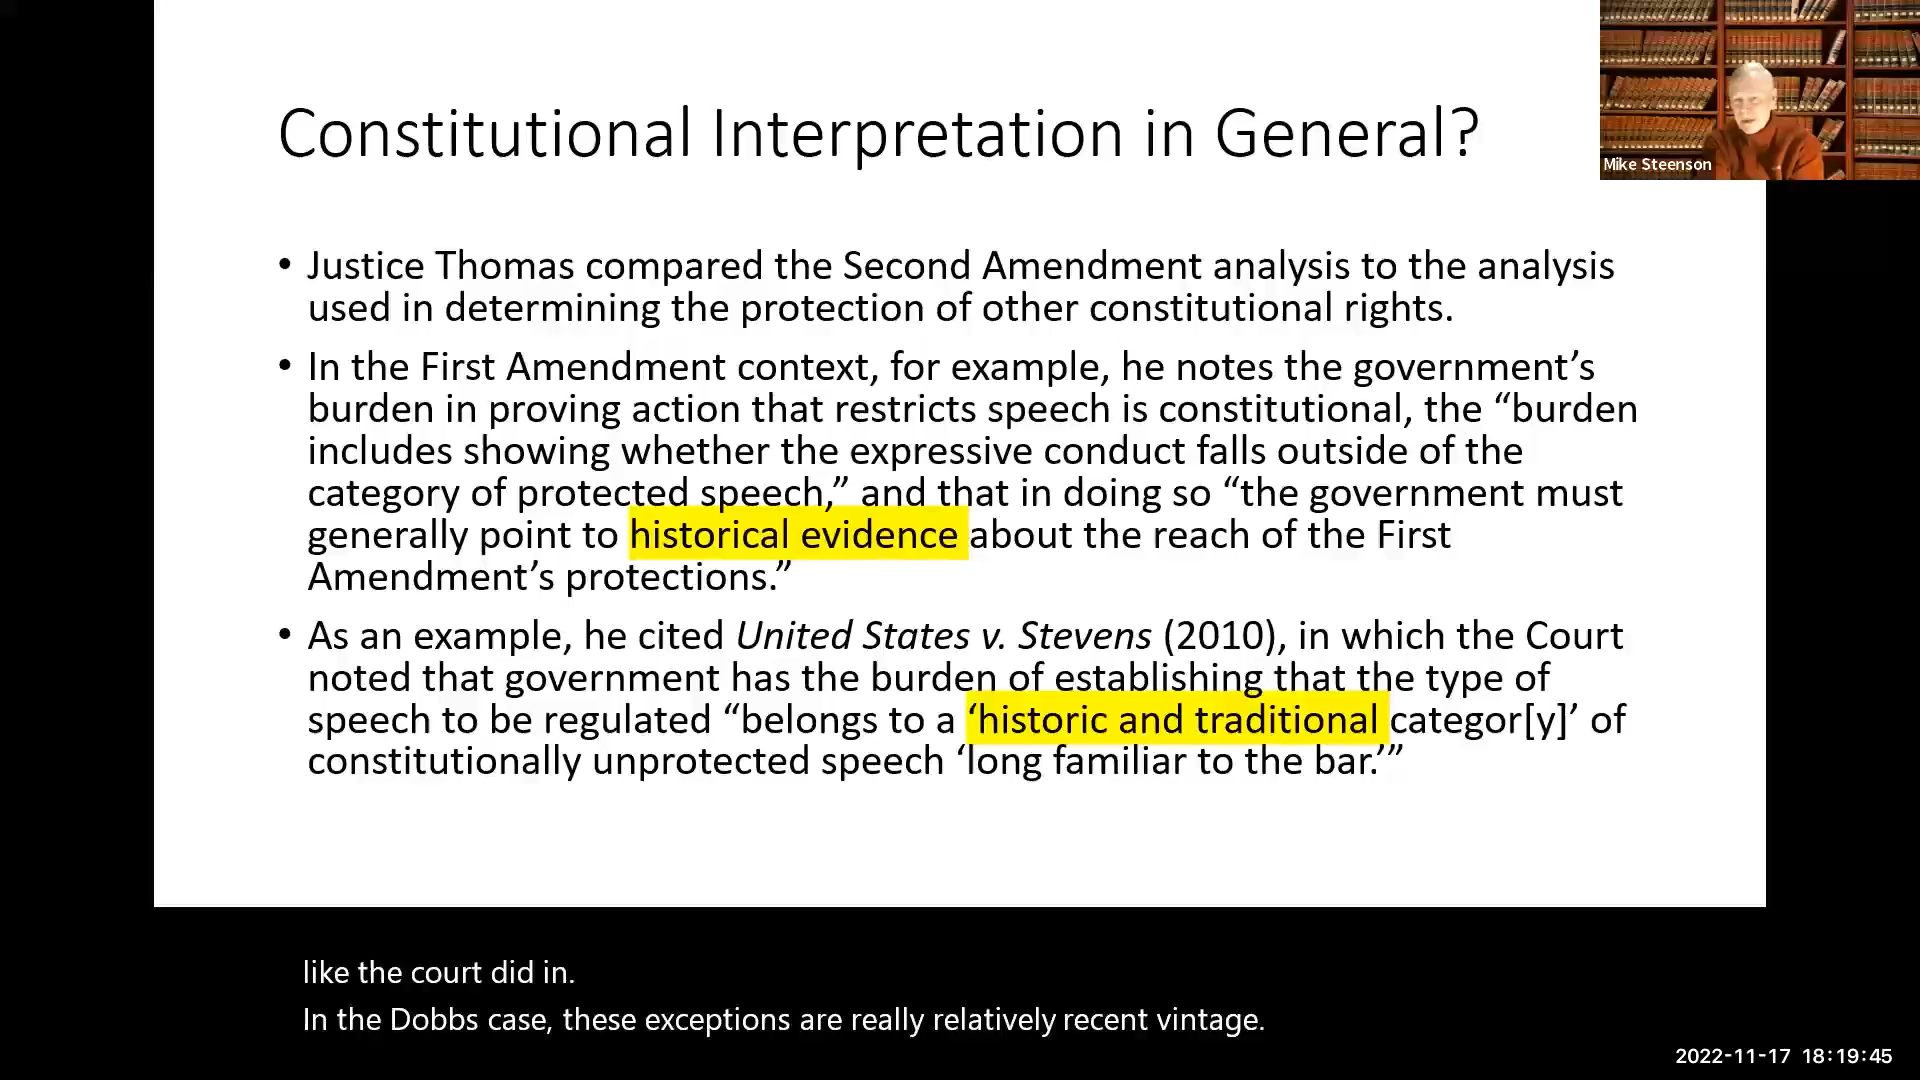 Constitutional Interpretation in General?
Mike Steenson
• Justice Thomas compared the Second Amendment analysis to the analysis
used in determining the protection of other constitutional rights.
• In the First Amendment context, for example, he notes the government’s
burden in proving action that restricts speech is constitutional, the “burden
includes showing whether the expressive conduct falls outside of the
category of protected speech,” and that in doing so “the government must
generally point to historical evidence about the reach of the First
Amendment’s protections.”
• As an example, he cited United States v. Stevens (2010), in which the Court
noted that government has the burden of establishing that the type of
speech to be regulated “belongs to a ‘historic and traditional categor[y]’ of
constitutionally unprotected speech ‘long familiar to the bar.’”
like the court did in.
In the Dobbs case, these exceptions are really relatively recent vintage.
2022-11-17 18:19:45